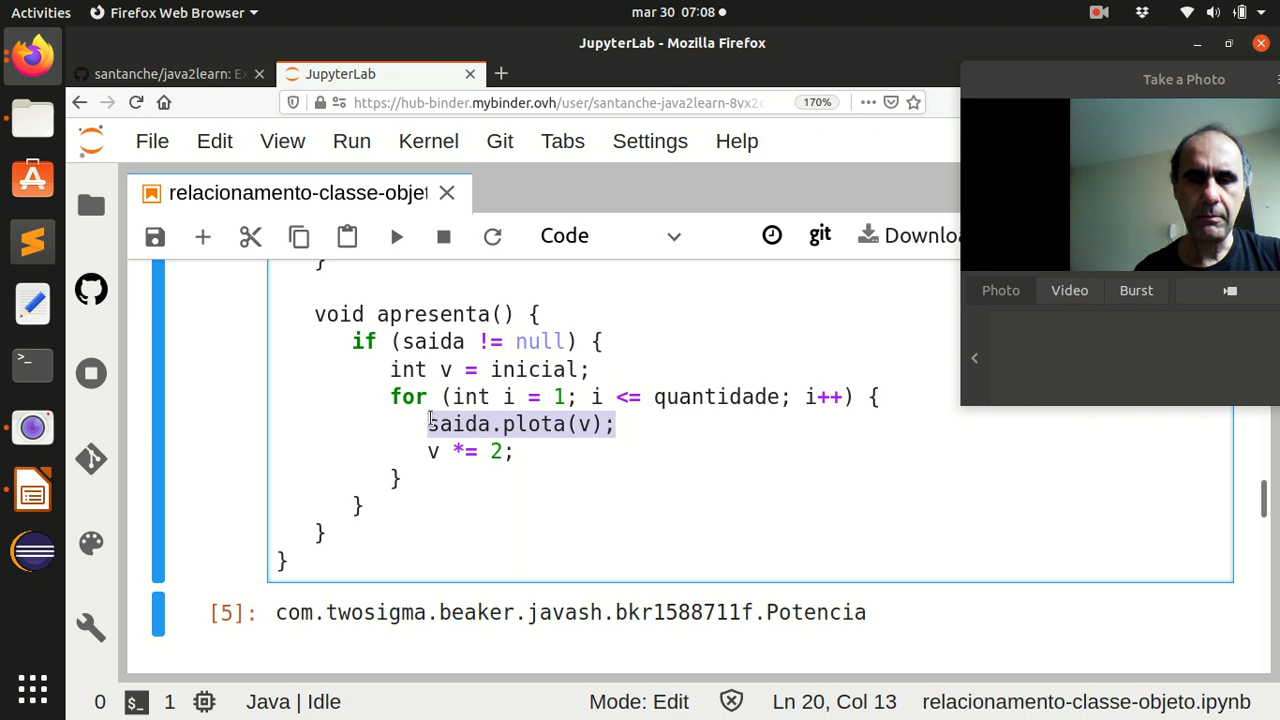 Activities Firefox Web Browser mar 30 07:08
JupyterLab - Mozilla Firefox
santanche/java2learn: Ex JupyterLab
https://hub-binder.mybinder.ovh/user/santanche-java2learn-8vx2c 170%
Take a Photo
File Edit View Run Kernel Git Tabs Settings Help
relacionamento-classe-objet
Code git Downloa
Photo Video Burst
}
void apresenta() {
if (saida != null) {
int v = inicial;
for (int i = 1; i <= quantidade; i++) {
saida.plota(v);
v *= 2;
}
}
}
}
[5]: com.twosigma.beaker.javash.bkr1588711f.Potencia
0 $_ 1 Java | Idle Mode: Edit Ln 20, Col 13 relacionamento-classe-objeto.ipynb